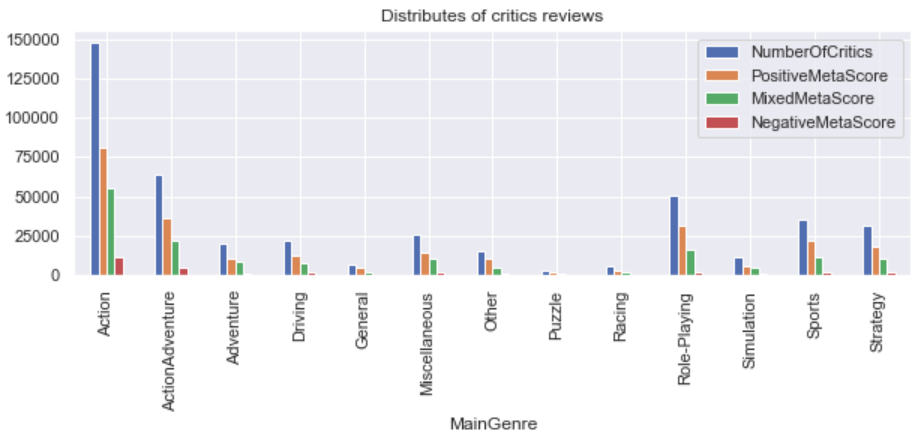 Distributes of critics reviews
150000
125000
100000
75000
50000
25000
0
NumberOfCritics
PositiveMetaScore
MixedMetaScore
NegativeMetaScore
Action
ActionAdventure
Adventure
Driving
General
Miscellaneous
Other
Puzzle
Racing
Role-Playing
Simulation
Sports
Strategy
MainGenre